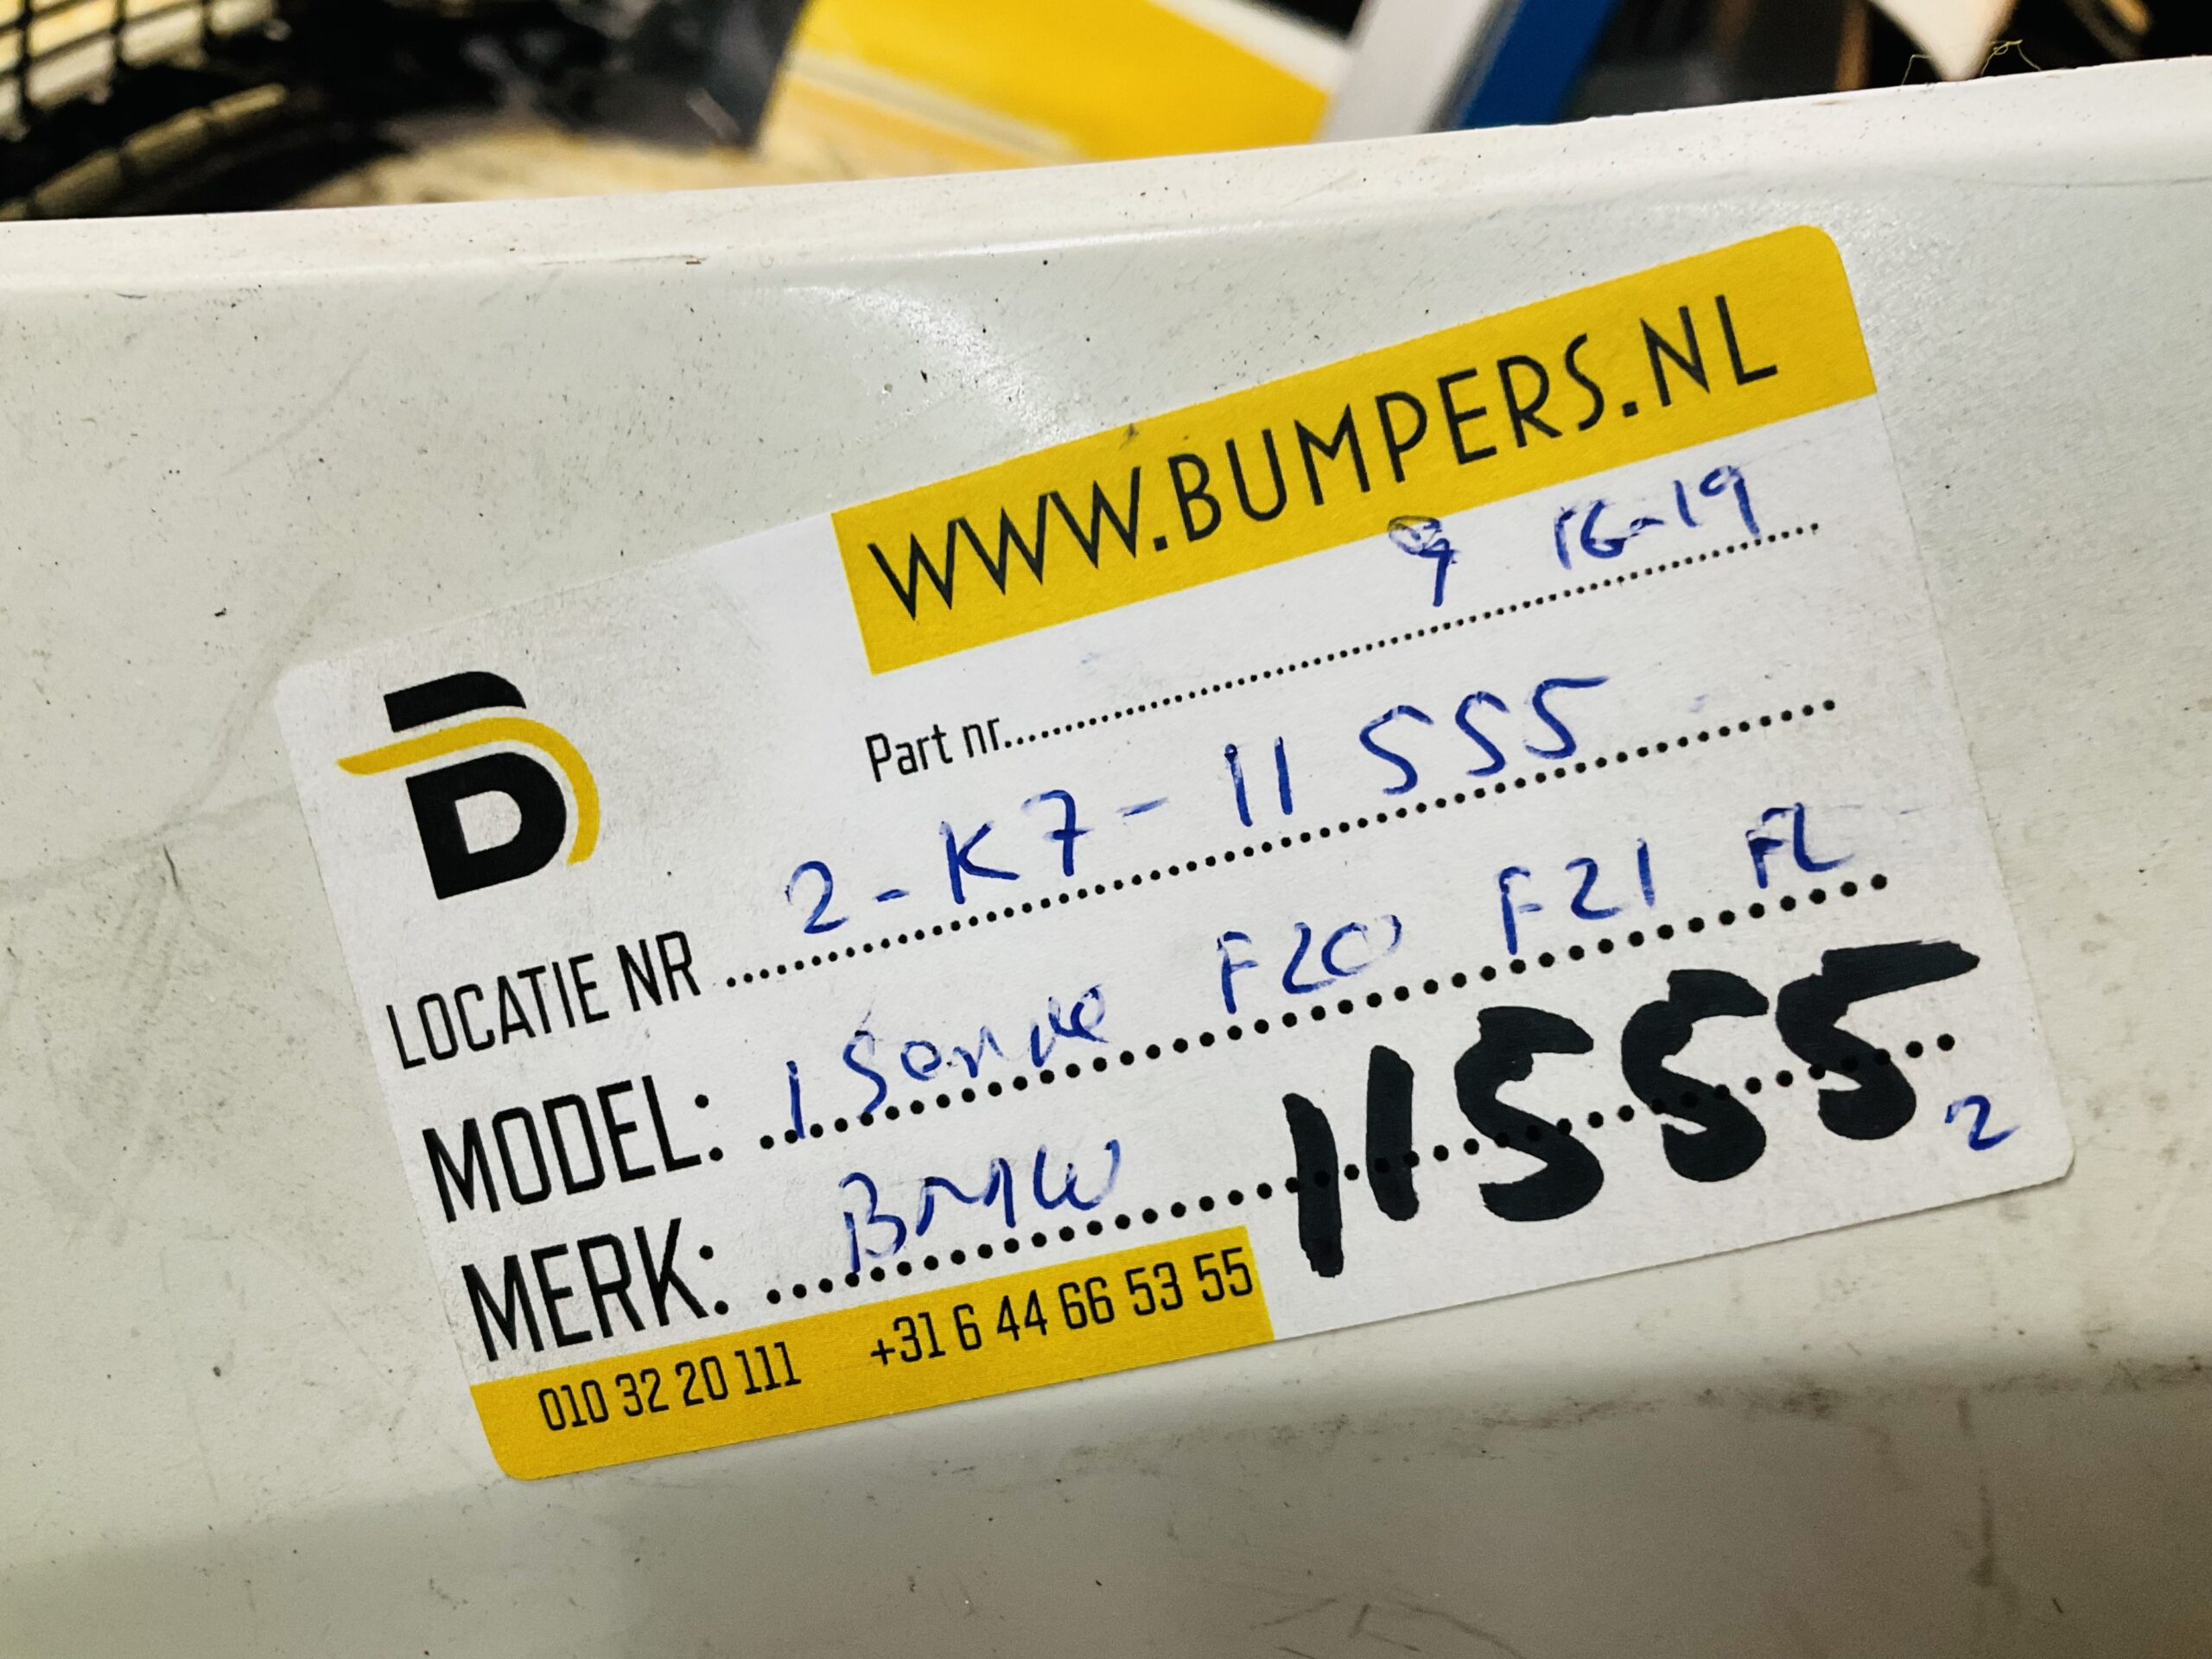 WWW.BUMPERS.NL
Part nr. 9 16-19
B
LOCATIE NR 2-K7-11555
MODEL: 1 Serie F20 F21 FL
MERK: BMW 11555 2
010 32 20 111 +31 6 44 66 53 55